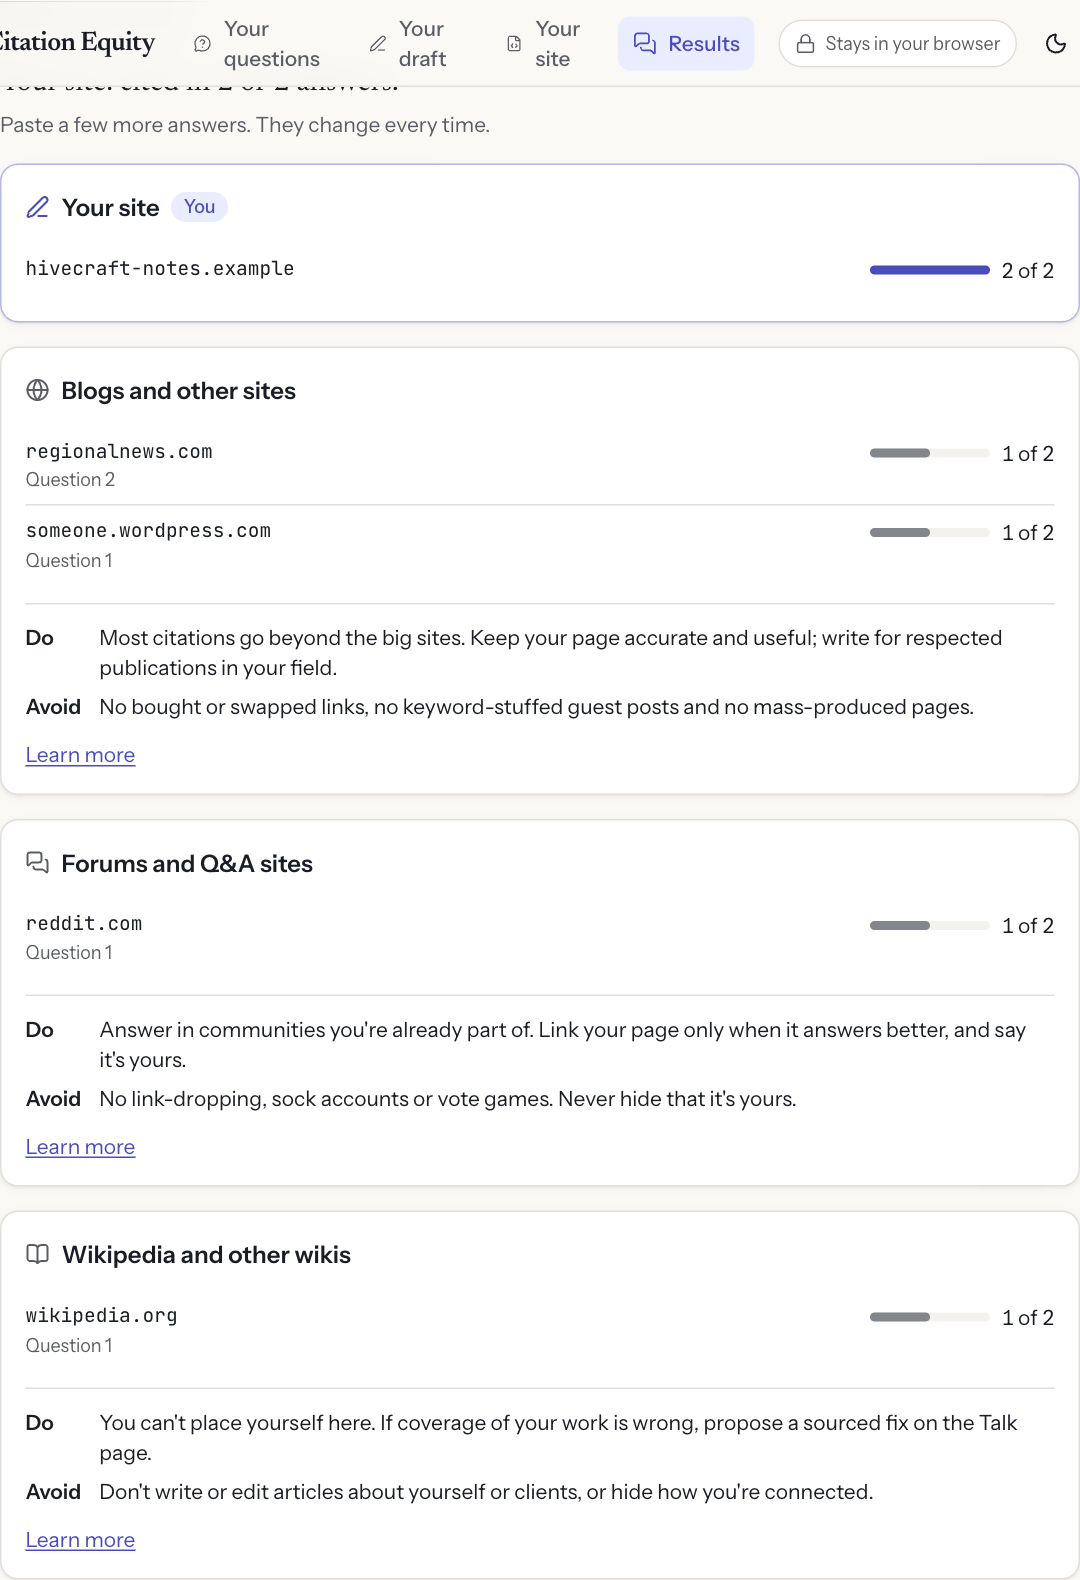 Citation Equity
Your
questions
Your
draft
Your
site
Results
Stays in your browser
Your site: cited in 2 of 2 answers.
Paste a few more answers. They change every time.
Your site You
hivecraft-notes.example 2 of 2
Blogs and other sites
regionalnews.com 1 of 2
Question 2
someone.wordpress.com 1 of 2
Question 1
Do Most citations go beyond the big sites. Keep your page accurate and useful; write for respected
publications in your field.
Avoid No bought or swapped links, no keyword-stuffed guest posts and no mass-produced pages.
Learn more
Forums and Q&A sites
reddit.com 1 of 2
Question 1
Do Answer in communities you're already part of. Link your page only when it answers better, and say
it's yours.
Avoid No link-dropping, sock accounts or vote games. Never hide that it's yours.
Learn more
Wikipedia and other wikis
wikipedia.org 1 of 2
Question 1
Do You can't place yourself here. If coverage of your work is wrong, propose a sourced fix on the Talk
page.
Avoid Don't write or edit articles about yourself or clients, or hide how you're connected.
Learn more